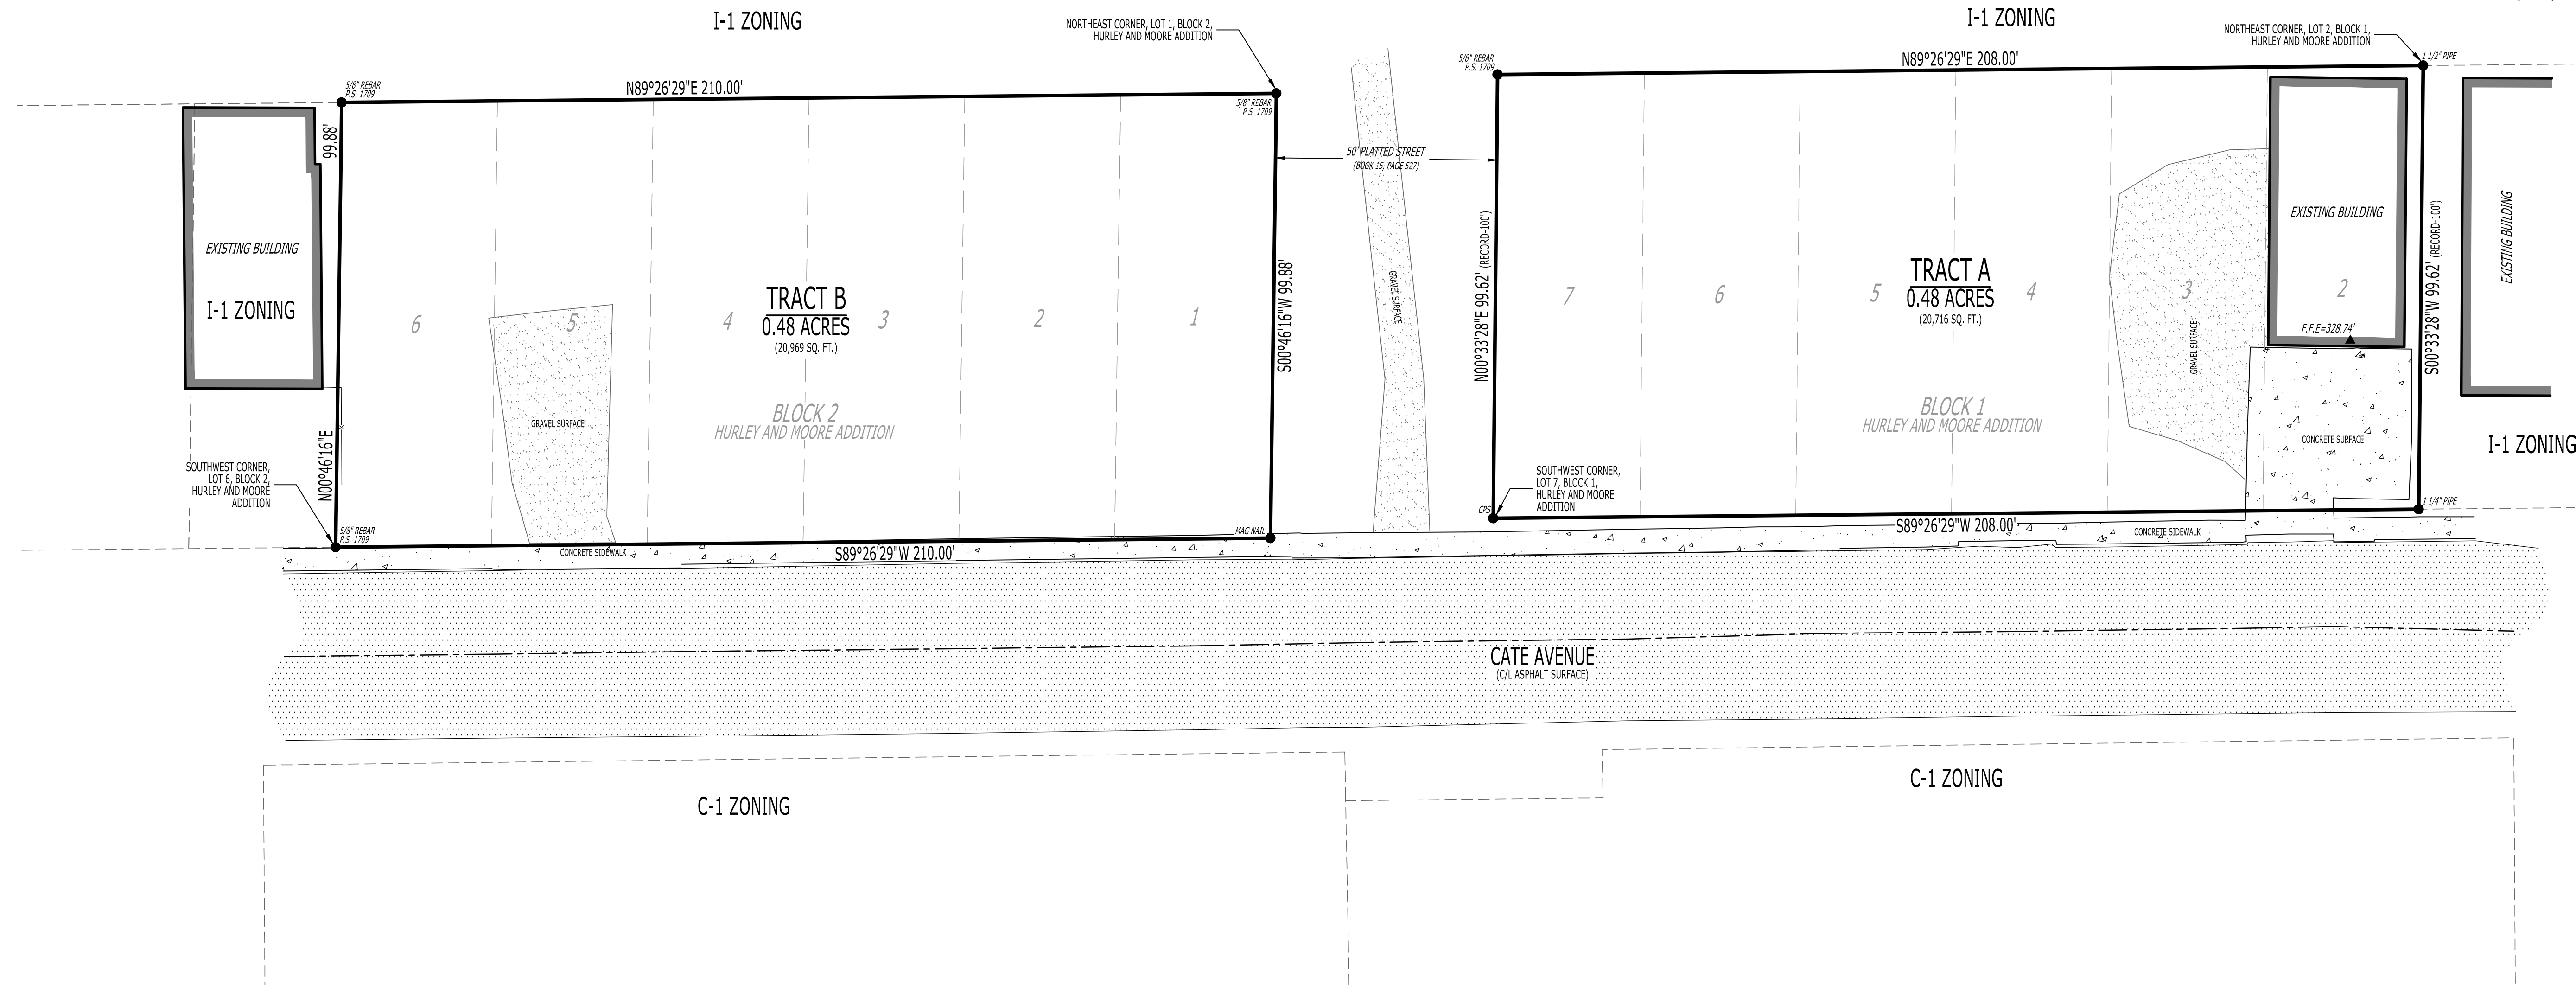 I-1 ZONING
I-1 ZONING
NORTHEAST CORNER, LOT 1, BLOCK 2,
HURLEY AND MOORE ADDITION
NORTHEAST CORNER, LOT 2, BLOCK 1,
HURLEY AND MOORE ADDITION
5/8" REBAR
P.S. 1709
N89°26'29"E 210.00'
5/8" REBAR
P.S. 1709
5/8" REBAR
P.S. 1709
N89°26'29"E 208.00'
1 1/2" PIPE
99.88'
N00°46'16"E
EXISTING BUILDING
I-1 ZONING
TRACT B
0.48 ACRES
(20,969 SQ. FT.)
6
5
4
3
2
1
GRAVEL SURFACE
BLOCK 2
HURLEY AND MOORE ADDITION
S00°46'16"W 99.88'
50' PLATTED STREET
(BOOK 15, PAGE 527)
GRAVEL SURFACE
N00°33'28"E 99.62' (RECORD-100')
TRACT A
0.48 ACRES
(20,716 SQ. FT.)
7
6
5
4
3
2
BLOCK 1
HURLEY AND MOORE ADDITION
GRAVEL SURFACE
EXISTING BUILDING
F.F.E=328.74'
CONCRETE SURFACE
S00°33'28"W 99.62' (RECORD-100')
EXISTING BUILDING
I-1 ZONING
SOUTHWEST CORNER,
LOT 6, BLOCK 2,
HURLEY AND MOORE
ADDITION
5/8" REBAR
P.S. 1709
CONCRETE SIDEWALK
S89°26'29"W 210.00'
MAG NAIL
SOUTHWEST CORNER,
LOT 7, BLOCK 1,
HURLEY AND MOORE
ADDITION
CPS
S89°26'29"W 208.00'
CONCRETE SIDEWALK
1 1/4" PIPE
CATE AVENUE
(C/L ASPHALT SURFACE)
C-1 ZONING
C-1 ZONING